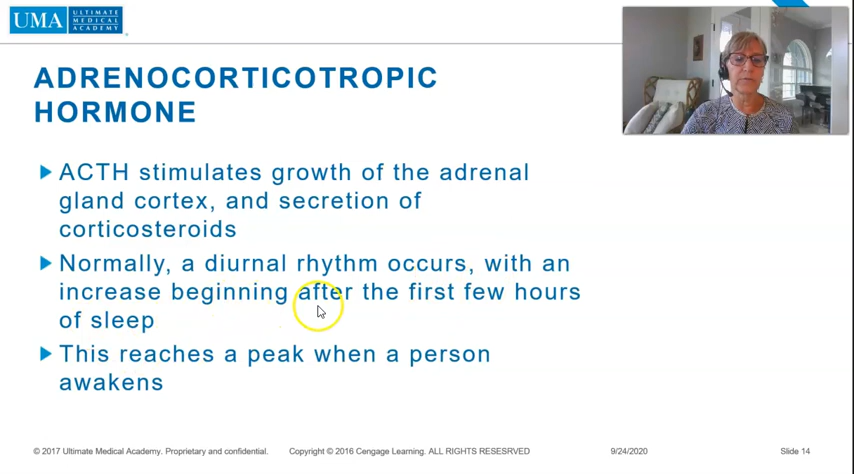 UMA ULTIMATE
MEDICAL
ACADEMY
ADRENOCORTICOTROPIC
HORMONE
ACTH stimulates growth of the adrenal
gland cortex, and secretion of
corticosteroids
Normally, a diurnal rhythm occurs, with an
increase beginning after the first few hours
of sleep
This reaches a peak when a person
awakens
© 2017 Ultimate Medical Academy. Proprietary and confidential. Copyright © 2016 Cengage Learning. ALL RIGHTS RESESRVED 9/24/2020 Slide 14